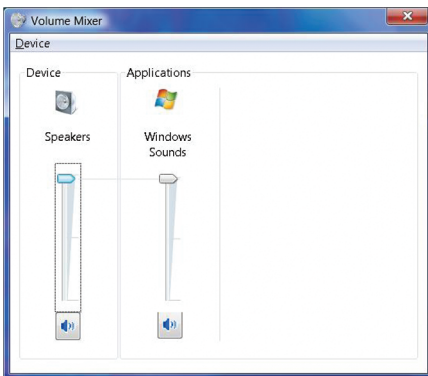 Volume Mixer
Device
Device
Applications
Speakers
Windows
Sounds